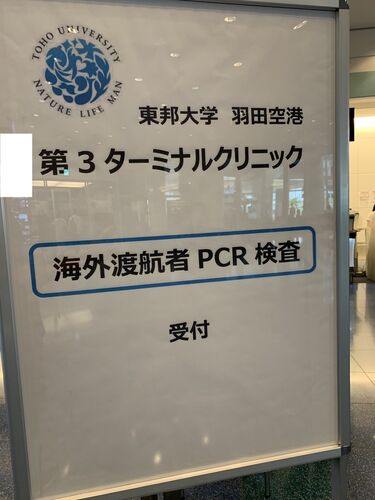 TOHO UNIVERSITY
NATURE LIFE MAN
東邦大学 羽田空港
第3ターミナルクリニック
海外渡航者 PCR 検査
受付